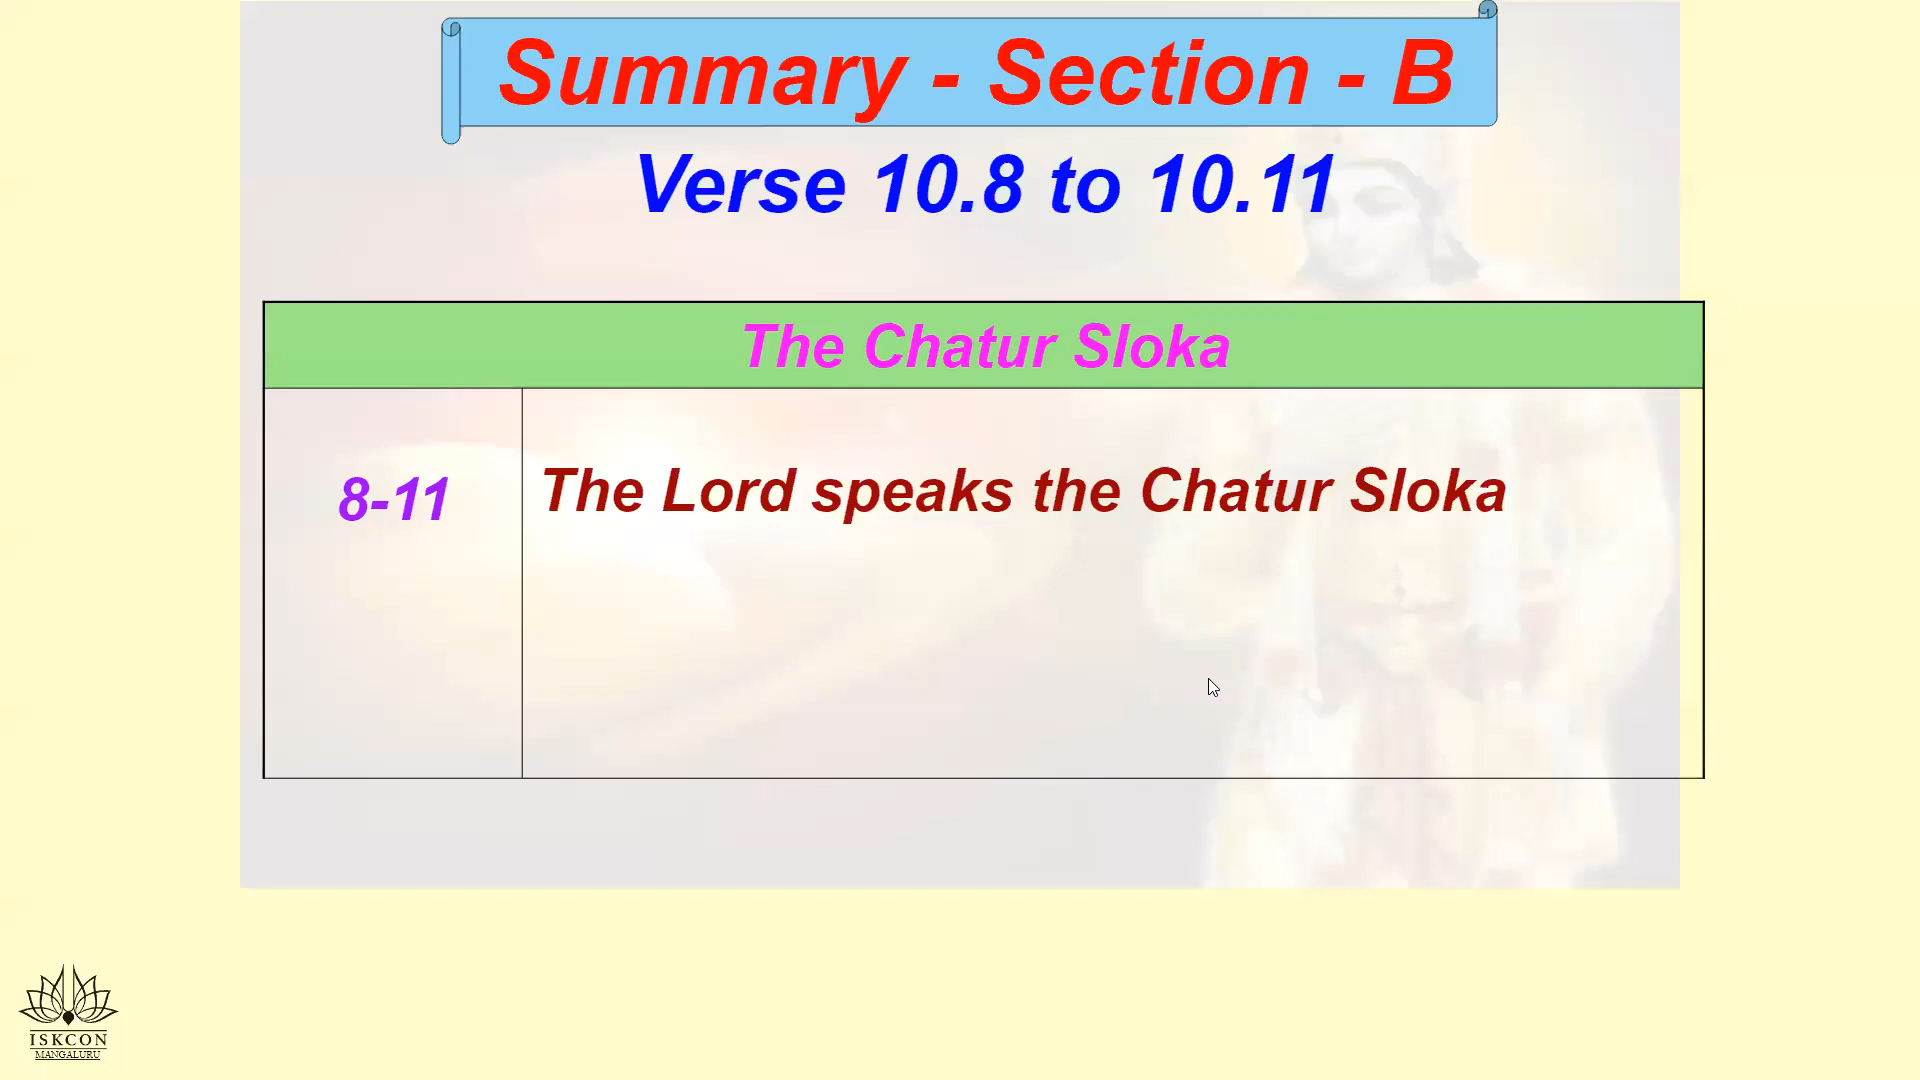 Summary - Section - B
Verse 10.8 to 10.11
The Chatur Sloka
8-11
The Lord speaks the Chatur Sloka
ISKCON
MANGALURU